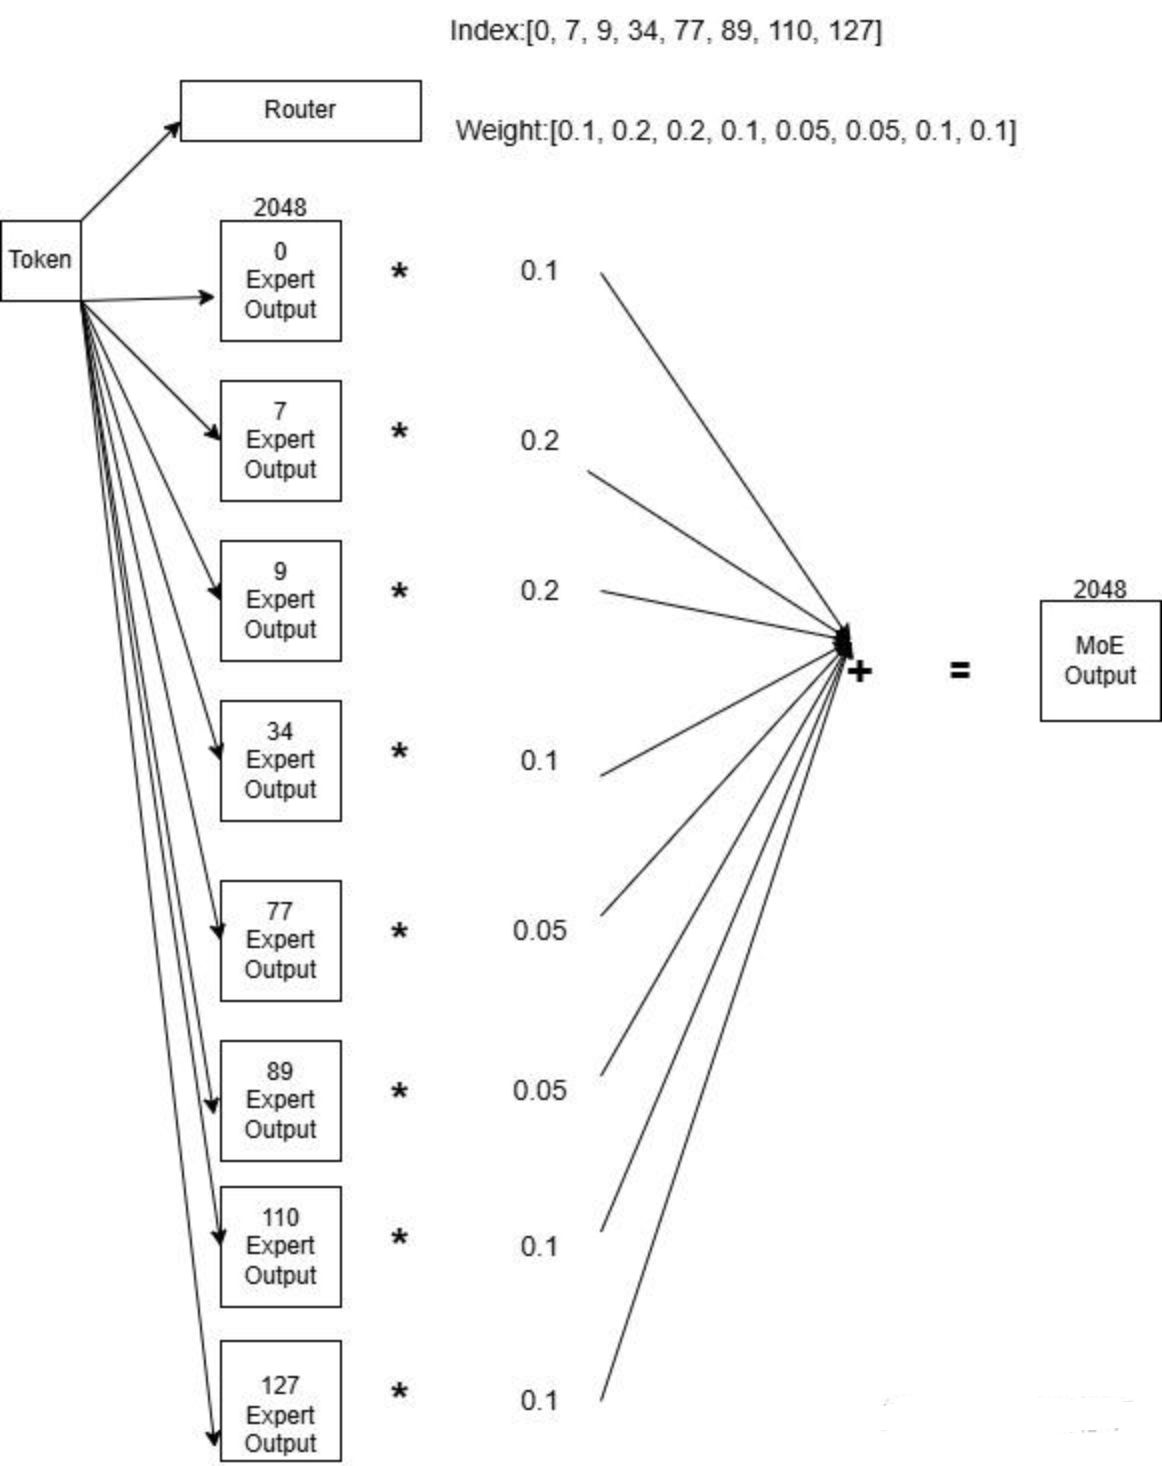 Index:[0, 7, 9, 34, 77, 89, 110, 127]
Router
Weight:[0.1, 0.2, 0.2, 0.1, 0.05, 0.05, 0.1, 0.1]
Token
2048
0
Expert
Output
*
0.1
7
Expert
Output
*
0.2
9
Expert
Output
*
0.2
34
Expert
Output
*
0.1
77
Expert
Output
*
0.05
89
Expert
Output
*
0.05
110
Expert
Output
*
0.1
127
Expert
Output
*
0.1
+
=
2048
MoE
Output